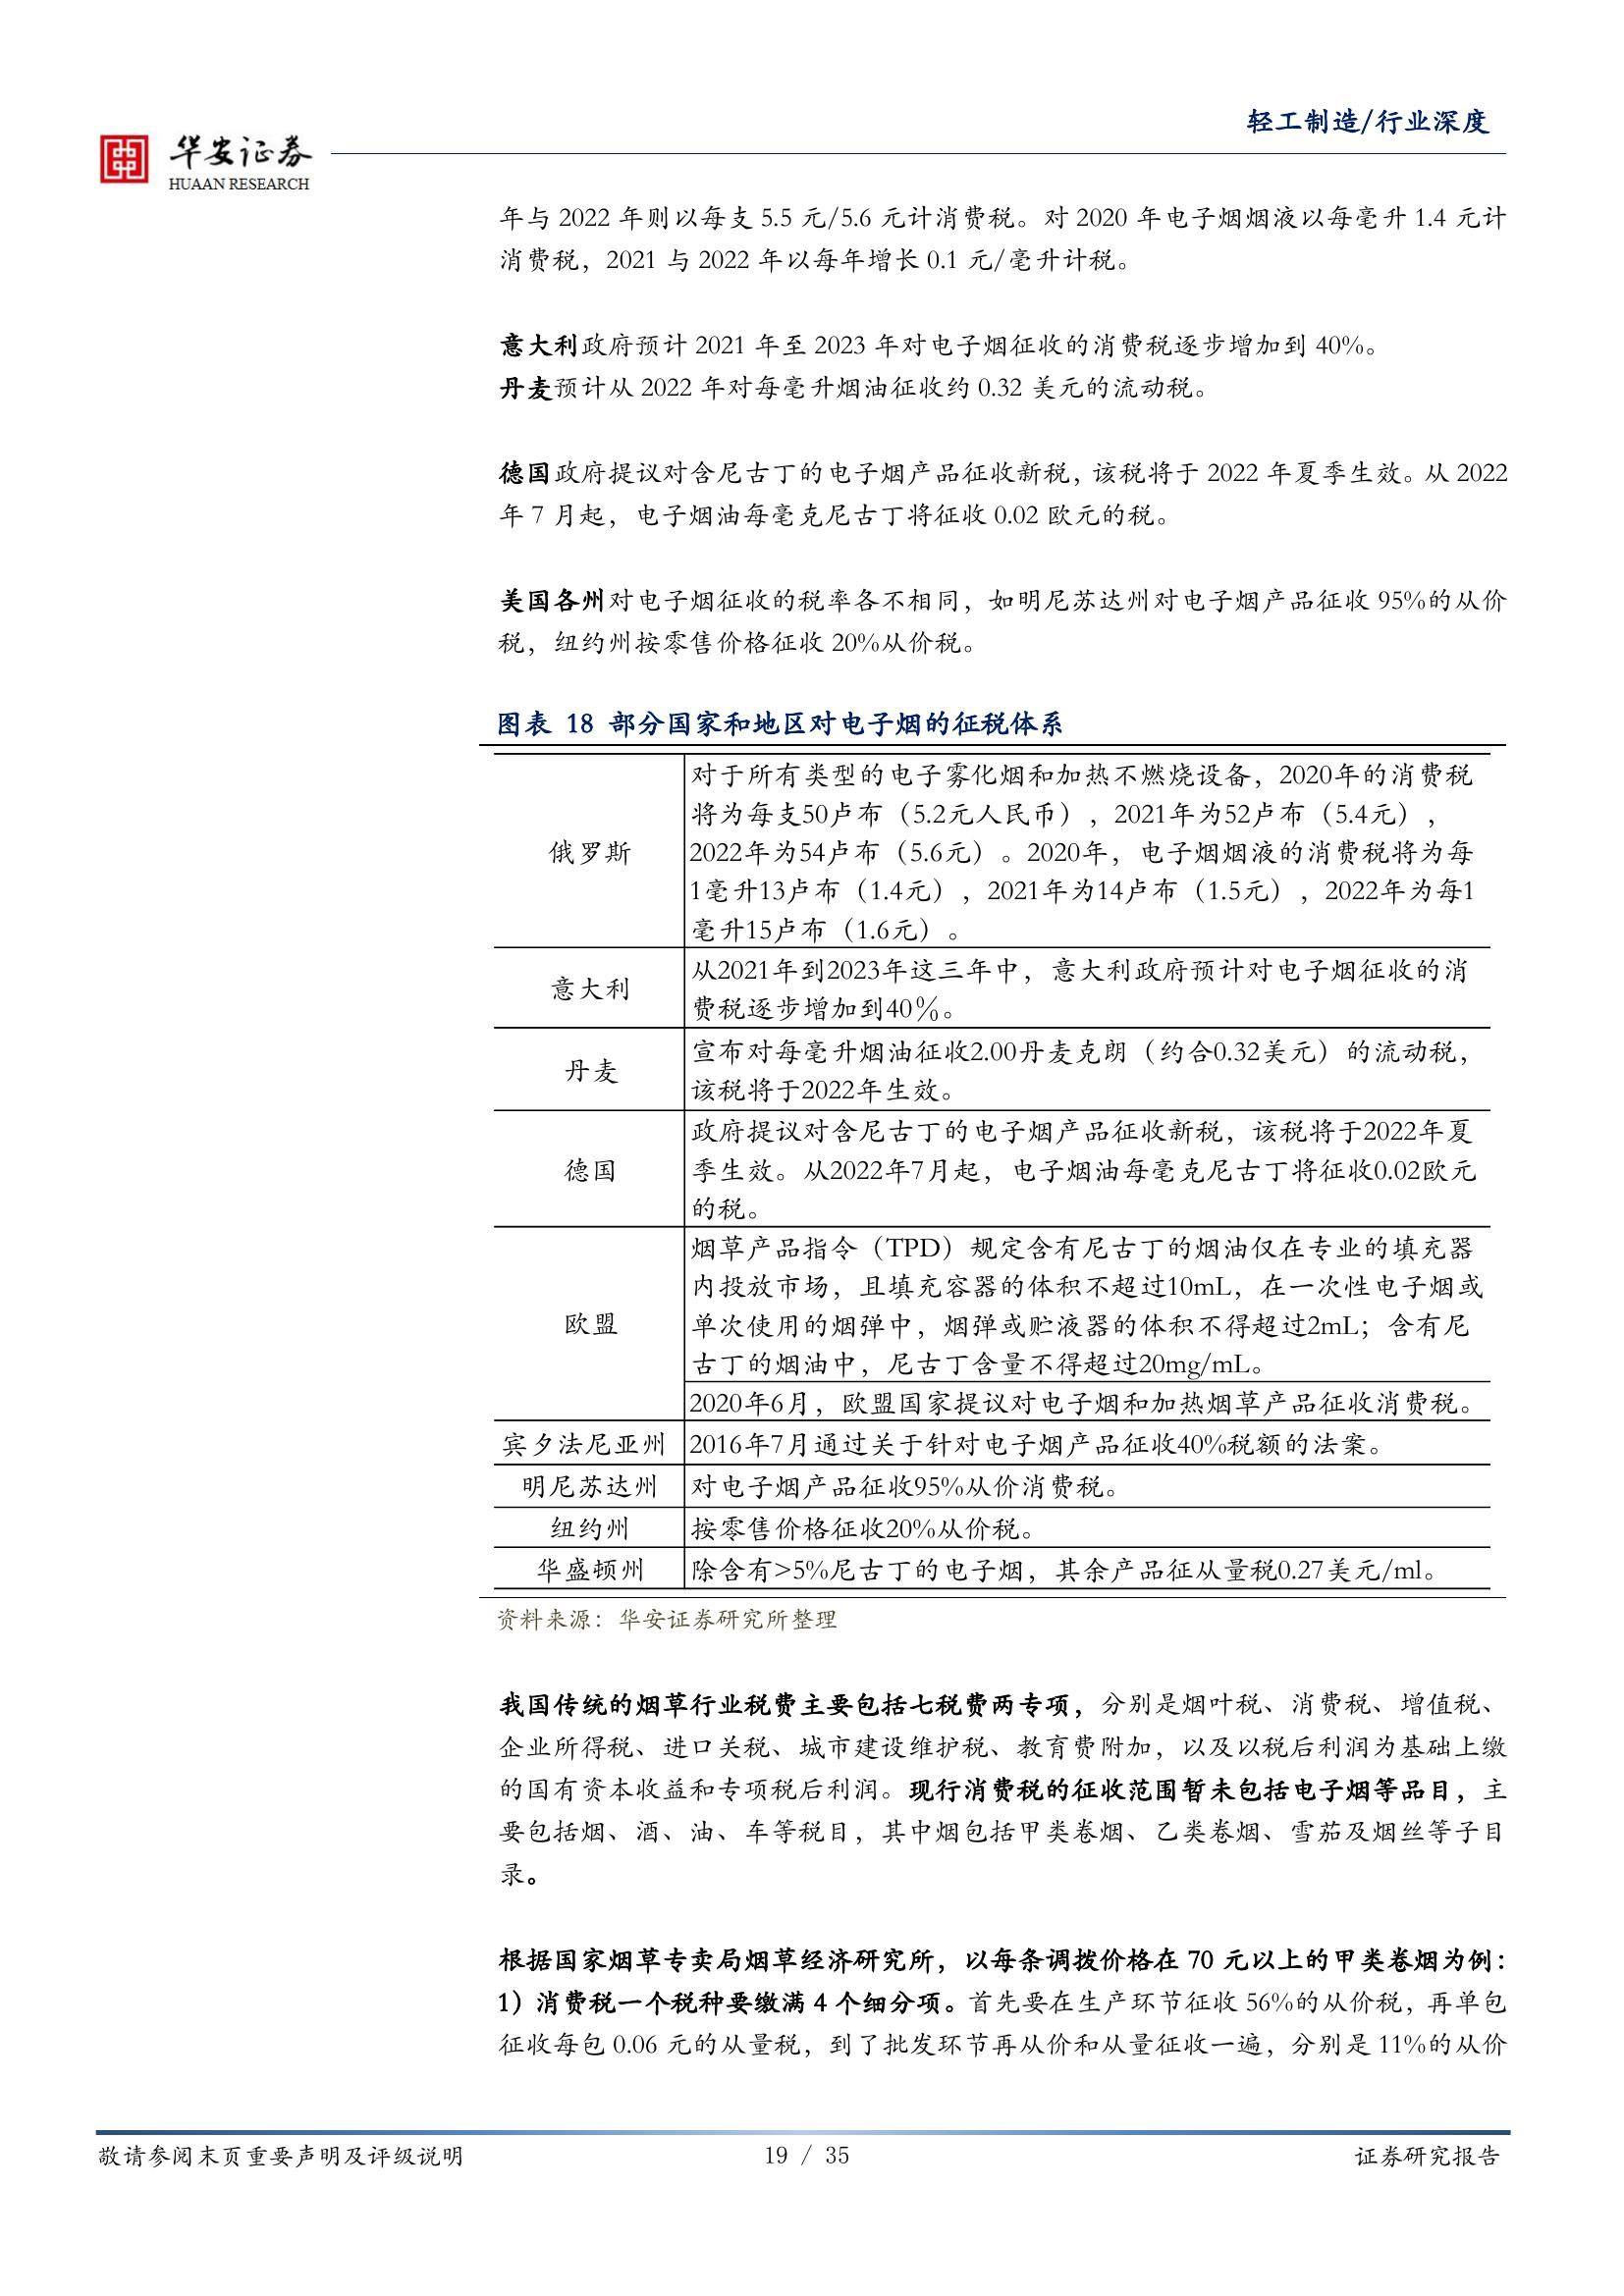 轻工制造/行业深度
华安证券
HUAAN RESEARCH
年与 2022 年则以每支 5.5 元/5.6 元计消费税。对 2020 年电子烟烟液以每毫升 1.4 元计
消费税，2021 与 2022 年以每年增长 0.1 元/毫升计税。
意大利政府预计 2021 年至 2023 年对电子烟征收的消费税逐步增加到 40%。
丹麦预计从 2022 年对每毫升烟油征收约 0.32 美元的流动税。
德国政府提议对含尼古丁的电子烟产品征收新税，该税将于 2022 年夏季生效。从 2022
年 7 月起，电子烟油每毫克尼古丁将征收 0.02 欧元的税。
美国各州对电子烟征收的税率各不相同，如明尼苏达州对电子烟产品征收 95%的从价
税，纽约州按零售价格征收 20%从价税。
图表 18 部分国家和地区对电子烟的征税体系
俄罗斯
对于所有类型的电子雾化烟和加热不燃烧设备，2020年的消费税
将为每支50卢布（5.2元人民币），2021年为52卢布（5.4元），
2022年为54卢布（5.6元）。2020年，电子烟烟液的消费税将为每
1毫升13卢布（1.4元），2021年为14卢布（1.5元），2022年为每1
毫升15卢布（1.6元）。
意大利
从2021年到2023年这三年中，意大利政府预计对电子烟征收的消
费税逐步增加到40％。
丹麦
宣布对每毫升烟油征收2.00丹麦克朗（约合0.32美元）的流动税，
该税将于2022年生效。
德国
政府提议对含尼古丁的电子烟产品征收新税，该税将于2022年夏
季生效。从2022年7月起，电子烟油每毫克尼古丁将征收0.02欧元
的税。
欧盟
烟草产品指令（TPD）规定含有尼古丁的烟油仅在专业的填充器
内投放市场，且填充容器的体积不超过10mL，在一次性电子烟或
单次使用的烟弹中，烟弹或贮液器的体积不得超过2mL；含有尼
古丁的烟油中，尼古丁含量不得超过20mg/mL。
2020年6月，欧盟国家提议对电子烟和加热烟草产品征收消费税。
宾夕法尼亚州 2016年7月通过关于针对电子烟产品征收40%税额的法案。
明尼苏达州 对电子烟产品征收95%从价消费税。
纽约州 按零售价格征收20%从价税。
华盛顿州 除含有>5%尼古丁的电子烟，其余产品征从量税0.27美元/ml。
资料来源：华安证券研究所整理
我国传统的烟草行业税费主要包括七税费两专项，分别是烟叶税、消费税、增值税、
企业所得税、进口关税、城市建设维护税、教育费附加，以及以税后利润为基础上缴
的国有资本收益和专项税后利润。现行消费税的征收范围暂未包括电子烟等品目，主
要包括烟、酒、油、车等税目，其中烟包括甲类卷烟、乙类卷烟、雪茄及烟丝等子目
录。
根据国家烟草专卖局烟草经济研究所，以每条调拨价格在 70 元以上的甲类卷烟为例：
1）消费税一个税种要缴满 4 个细分项。首先要在生产环节征收 56%的从价税，再单包
征收每包 0.06 元的从量税，到了批发环节再从价和从量征收一遍，分别是 11%的从价
敬请参阅末页重要声明及评级说明
19 / 35
证券研究报告